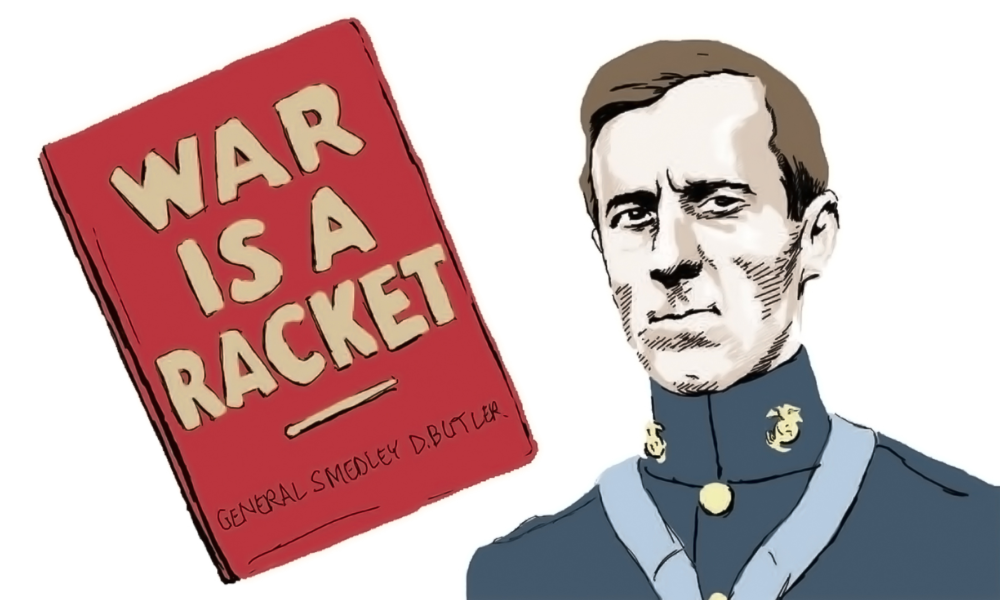 WAR
IS A
RACKET
GENERAL SMEDLEY D. BUTLER.